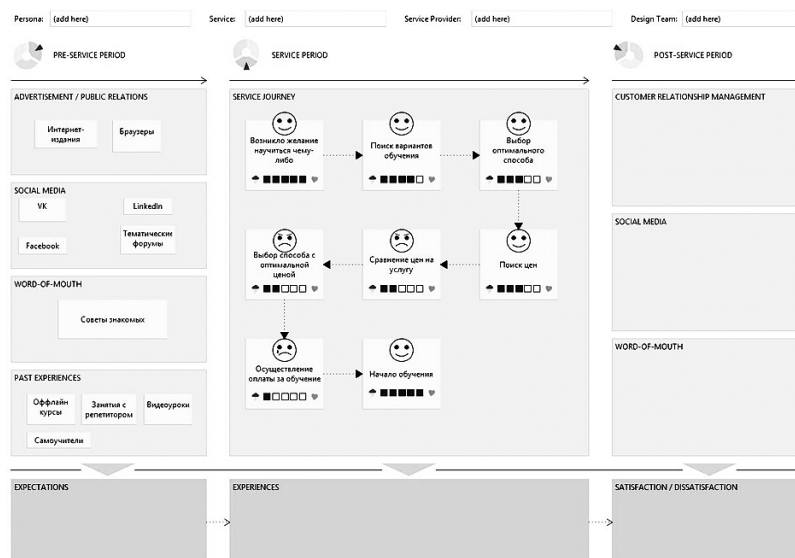 Persona: (add here) Service: (add here) Service Provider: (add here) Design Team: (add here)
PRE-SERVICE PERIOD
SERVICE PERIOD
POST-SERVICE PERIOD
ADVERTISEMENT / PUBLIC RELATIONS
Интернет-
издания
Браузеры
SOCIAL MEDIA
VK
LinkedIn
Facebook
Тематические
форумы
WORD-OF-MOUTH
Советы знакомых
PAST EXPERIENCES
Оффлайн
курсы
Занятия с
репетитором
Видеоуроки
Самоучители
SERVICE JOURNEY
Возникло желание
научиться чему-
либо
Поиск вариантов
обучения
Выбор
оптимального
способа
Выбор способа с
оптимальной
ценой
Сравнение цен на
услугу
Поиск цен
Осуществление
оплаты за обучение
Начало обучения
CUSTOMER RELATIONSHIP MANAGEMENT
SOCIAL MEDIA
WORD-OF-MOUTH
EXPECTATIONS
EXPERIENCES
SATISFACTION / DISSATISFACTION